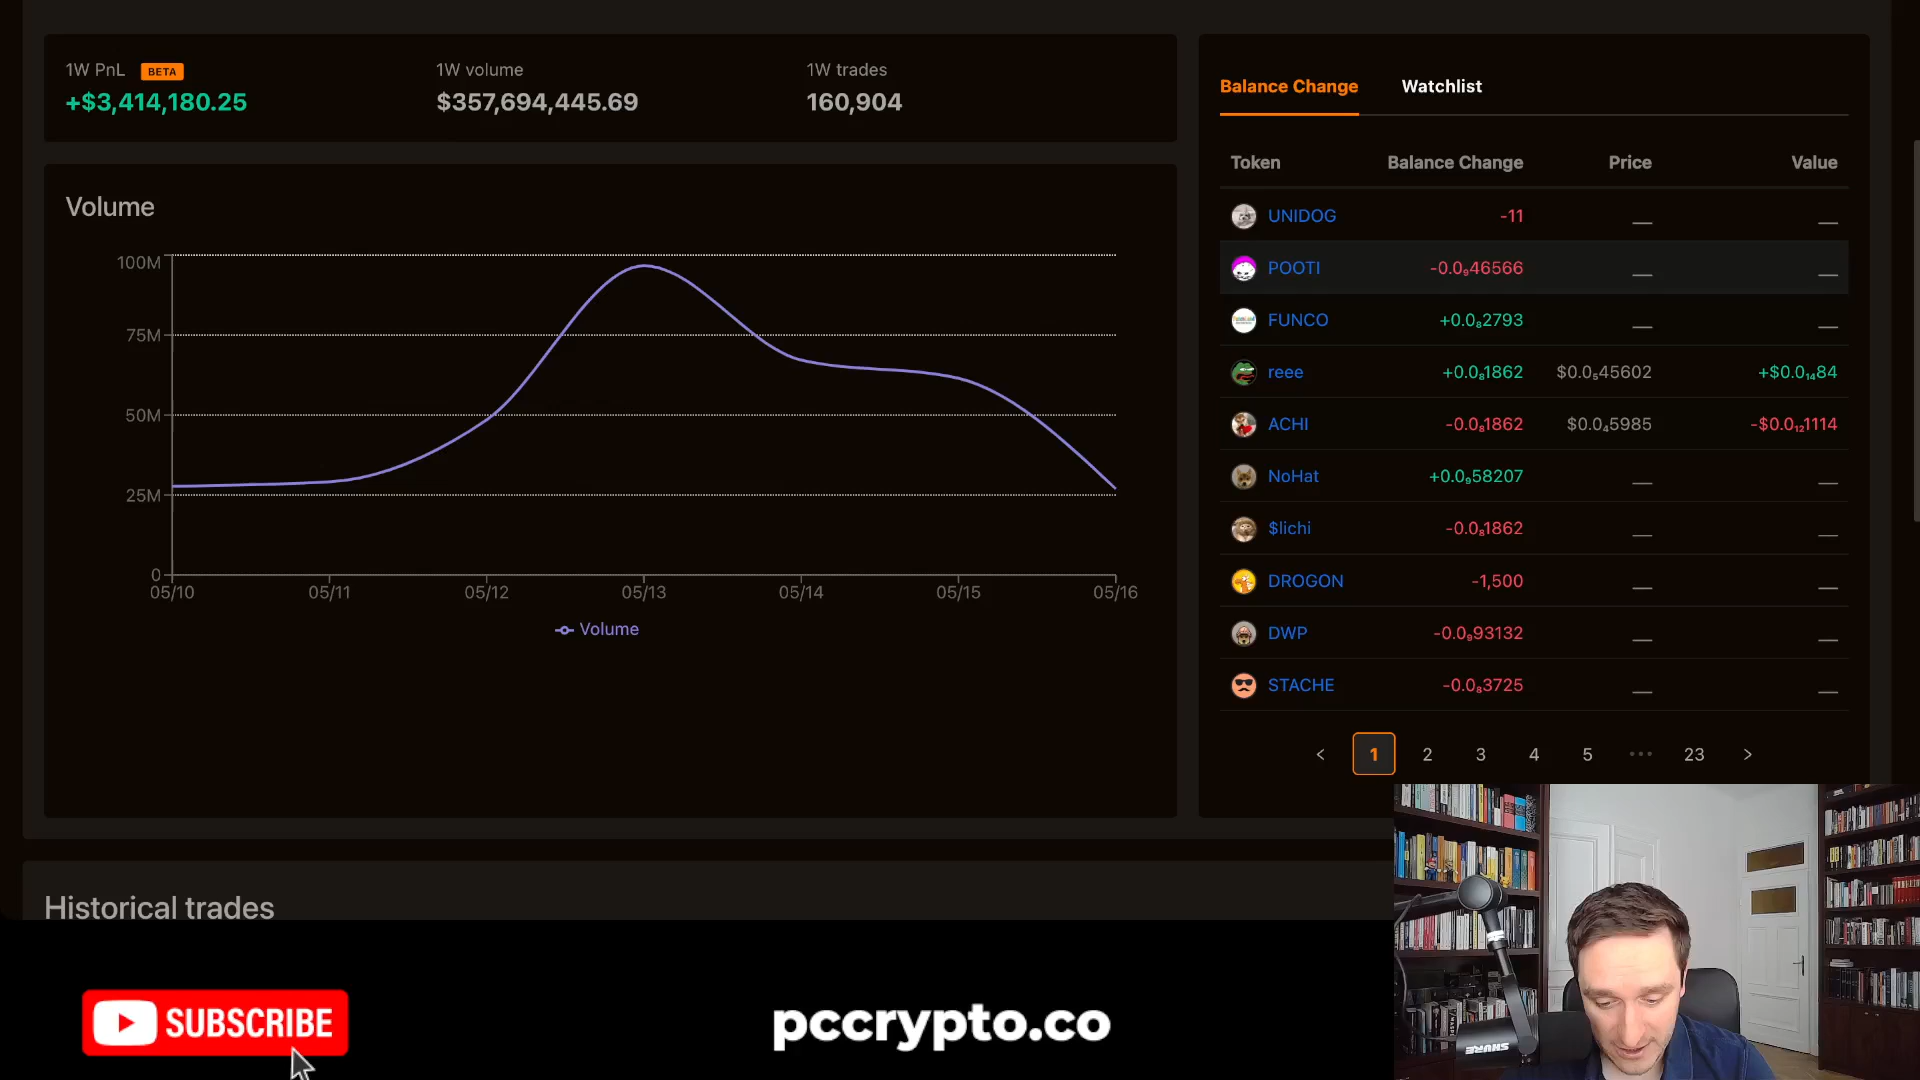 1W PnL BETA
+$3,414,180.25
1W volume
$357,694,445.69
1W trades
160,904
Volume
100M
75M
50M
25M
0
05/10 05/11 05/12 05/13 05/14 05/15 05/16
Volume
Balance Change Watchlist
Token Balance Change Price Value
UNIDOG -11 — —
POOTI -0.0₉46566 — —
FUNCO +0.0₈2793 — —
reee +0.0₈1862 $0.0₅45602 +$0.0₁₄84
ACHI -0.0₈1862 $0.0₄5985 -$0.0₁₂1114
NoHat +0.0₉58207 — —
$lichi -0.0₈1862 — —
DROGON -1,500 — —
DWP -0.0₉93132 — —
STACHE -0.0₈3725 — —
< 1 2 3 4 5 ••• 23 >
Historical trades
SUBSCRIBE
pccrypto.co
SHURE